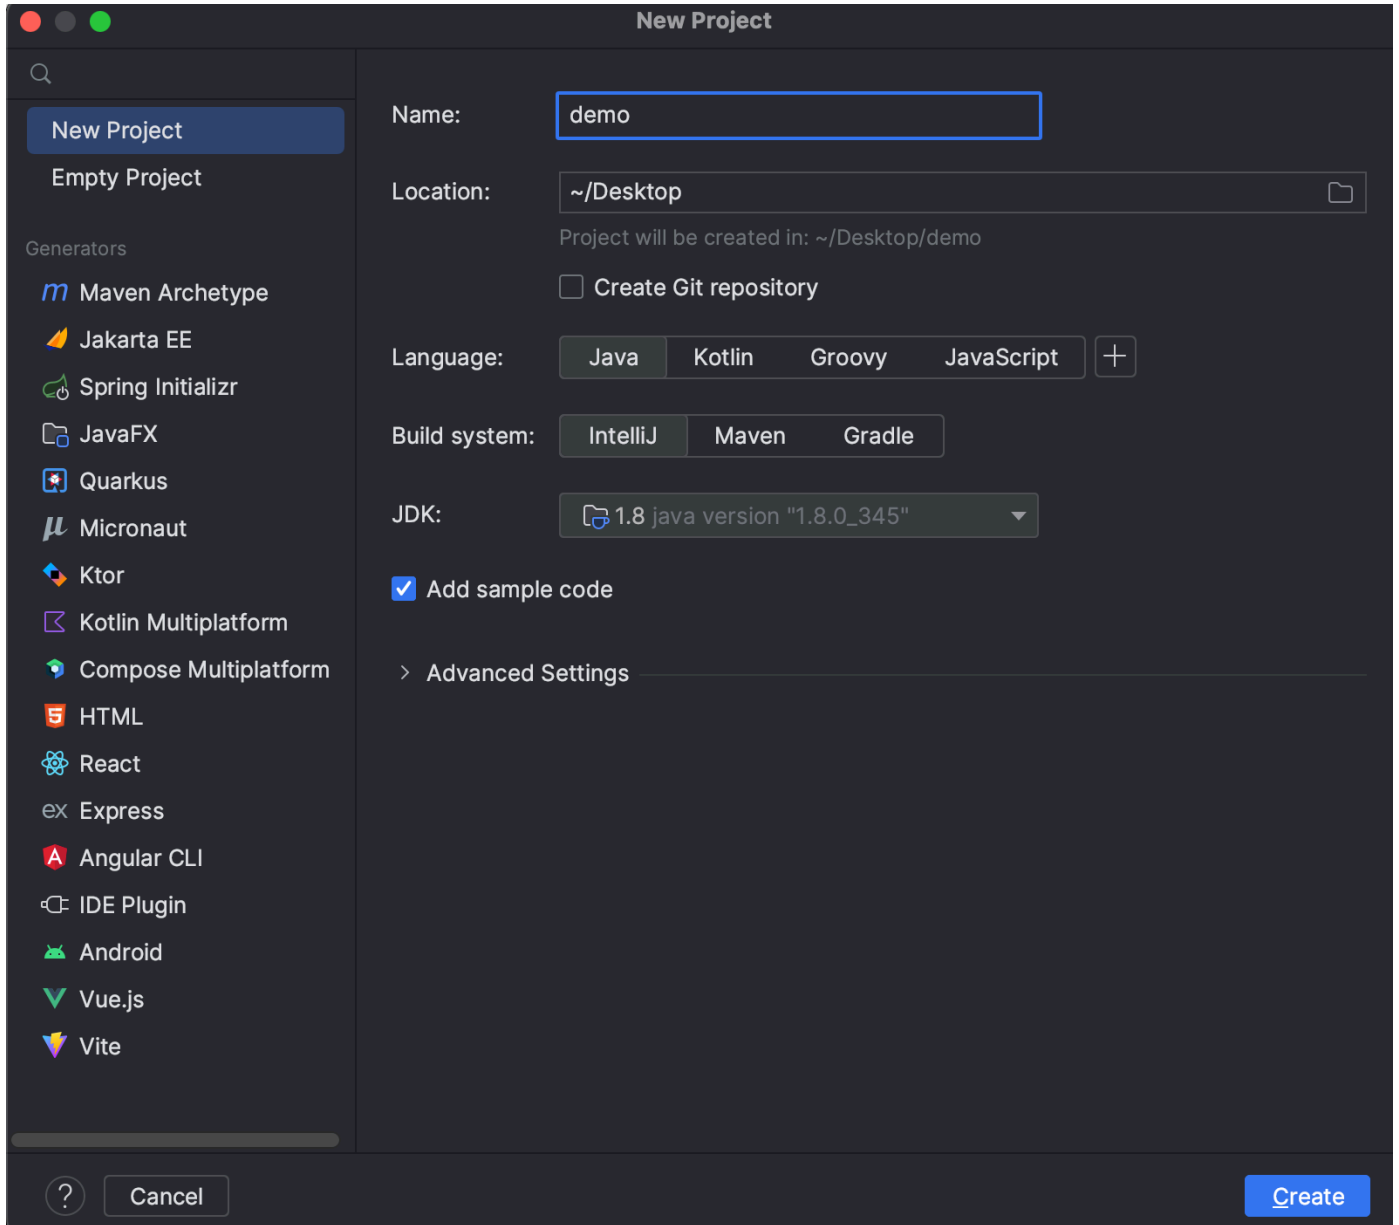 New Project
New Project
Empty Project
Generators
Maven Archetype
Jakarta EE
Spring Initializr
JavaFX
Quarkus
Micronaut
Ktor
Kotlin Multiplatform
Compose Multiplatform
HTML
React
ex Express
Angular CLI
IDE Plugin
Android
Vue.js
Vite
Name: demo
Location: ~/Desktop
Project will be created in: ~/Desktop/demo
Create Git repository
Language: Java Kotlin Groovy JavaScript
Build system: IntelliJ Maven Gradle
JDK: 1.8 java version "1.8.0_345"
Add sample code
Advanced Settings
? Cancel Create